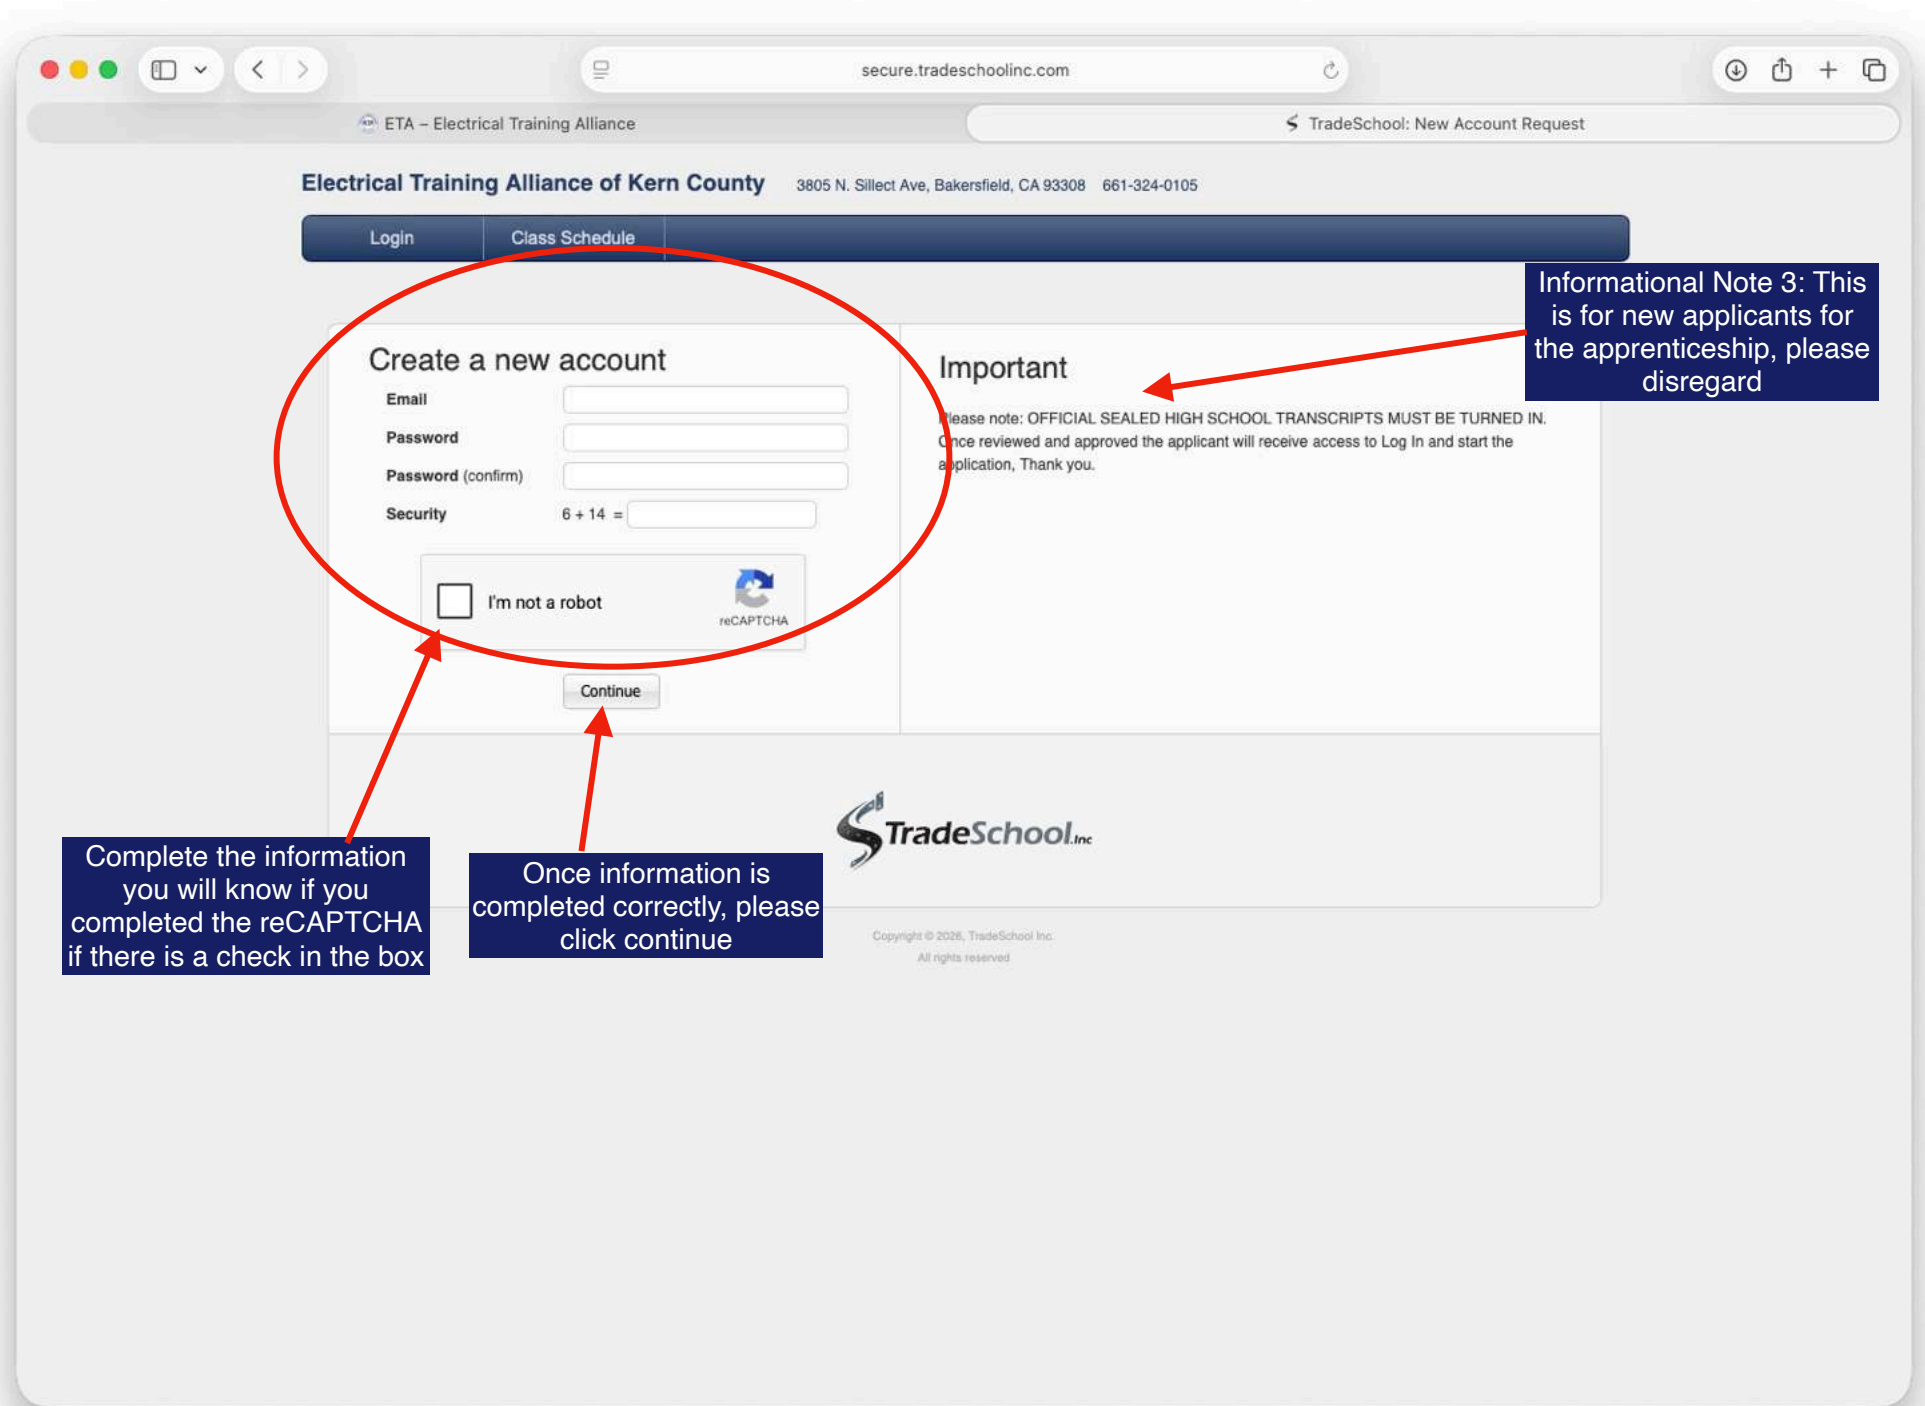 secure.tradeschoolinc.com
ETA – Electrical Training Alliance
TradeSchool: New Account Request
Electrical Training Alliance of Kern County 3805 N. Sillect Ave, Bakersfield, CA 93308 661-324-0105
Login Class Schedule
Informational Note 3: This
is for new applicants for
the apprenticeship, please
disregard
Create a new account
Email
Password
Password (confirm)
Security 6 + 14 =
I'm not a robot
reCAPTCHA
Continue
Important
Please note: OFFICIAL SEALED HIGH SCHOOL TRANSCRIPTS MUST BE TURNED IN.
Once reviewed and approved the applicant will receive access to Log In and start the
application, Thank you.
TradeSchool.Inc
Complete the information
you will know if you
completed the reCAPTCHA
if there is a check in the box
Once information is
completed correctly, please
click continue
Copyright © 2026, TradeSchool Inc.
All rights reserved